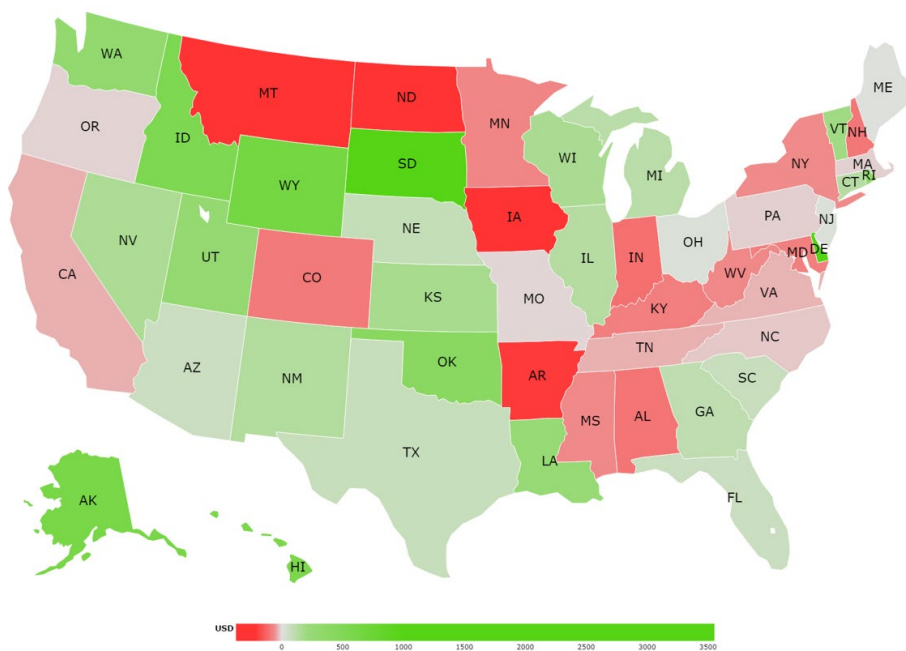 WA
ME
MT
ND
MN
OR
VT
NH
ID
WI
SD
NY
MA
MI
CT
RI
WY
PA
NJ
IA
NE
OH
DE
NV
UT
IL
IN
MD
CA
CO
WV
VA
KS
MO
KY
NC
TN
OK
AZ
NM
AR
SC
GA
MS
AL
TX
LA
FL
AK
HI
USD
0 500 1000 1500 2000 2500 3000 3500